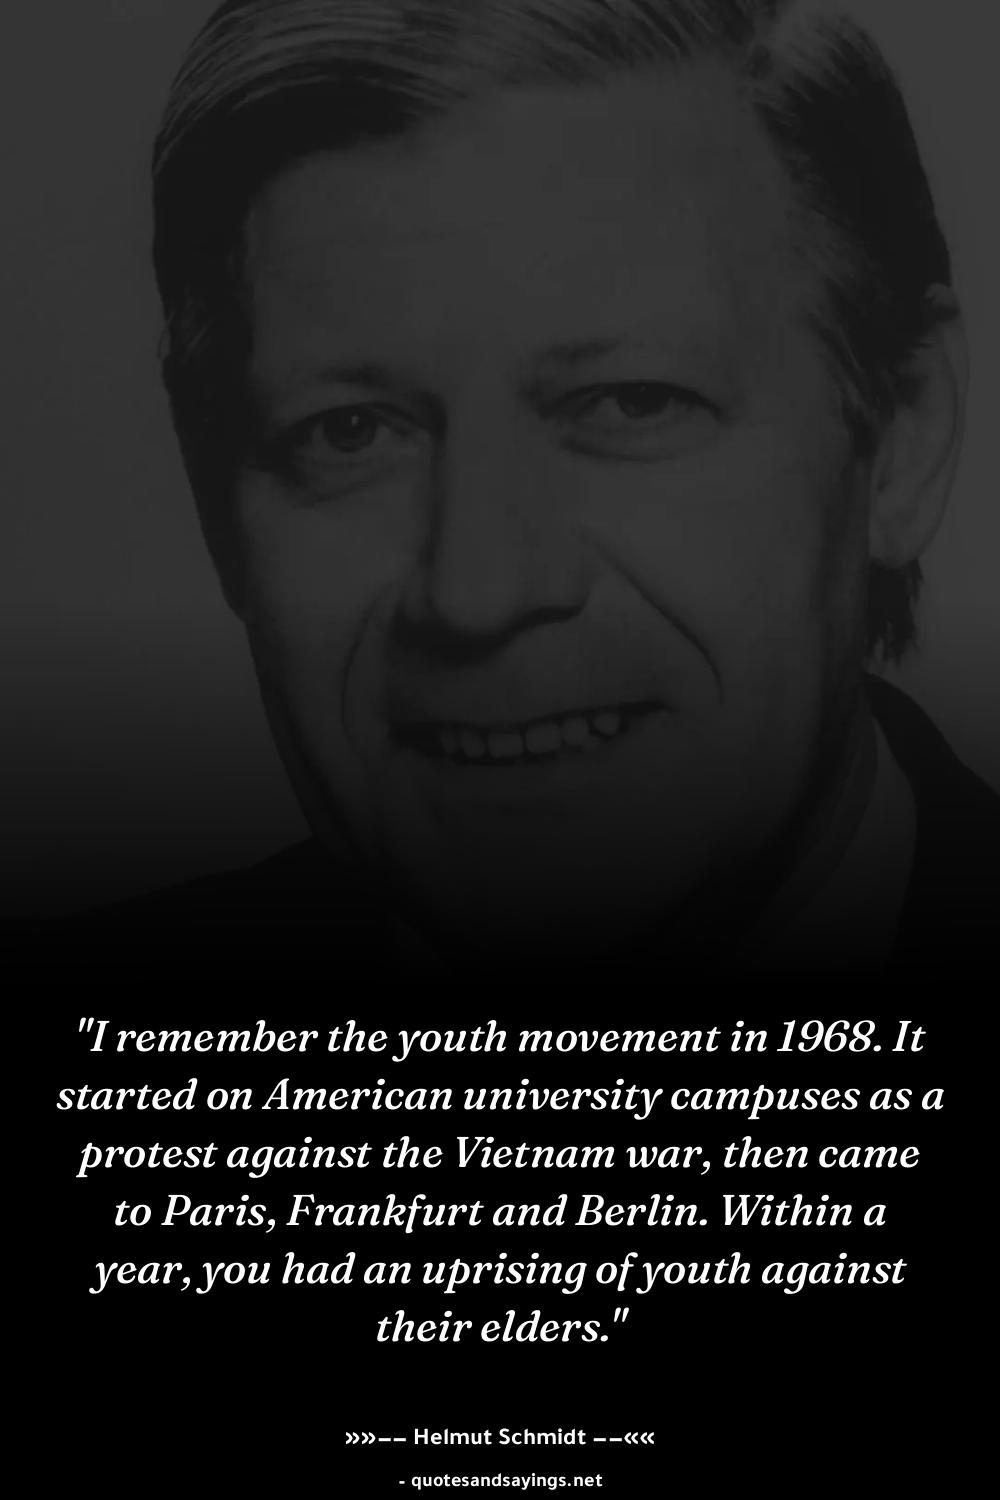 "I remember the youth movement in 1968. It
started on American university campuses as a
protest against the Vietnam war, then came
to Paris, Frankfurt and Berlin. Within a
year, you had an uprising of youth against
their elders."
»»-- Helmut Schmidt --««
- quotesandsayings.net